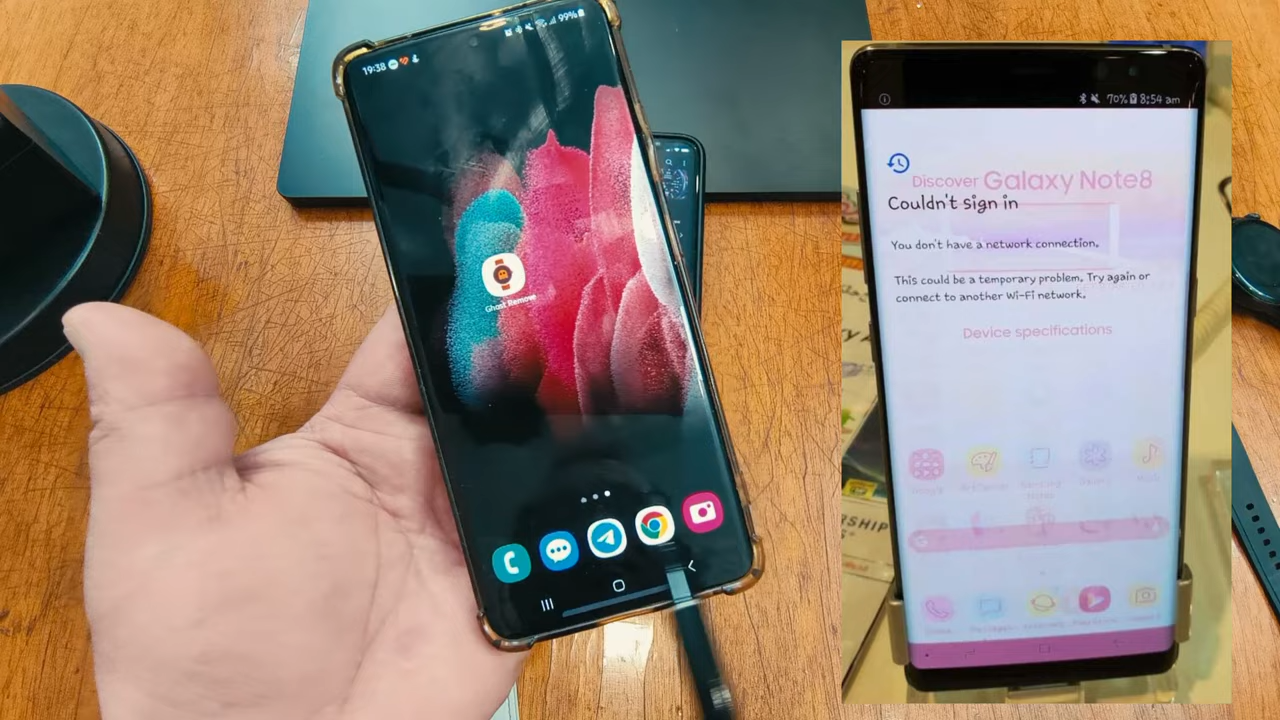 19:38
99%
Ghost Remove
70% 8:54 am
Discover Galaxy Note8
Couldn't sign in
You don't have a network connection.
This could be a temporary problem. Try again or
connect to another Wi-Fi network.
Device specifications
RSHIP